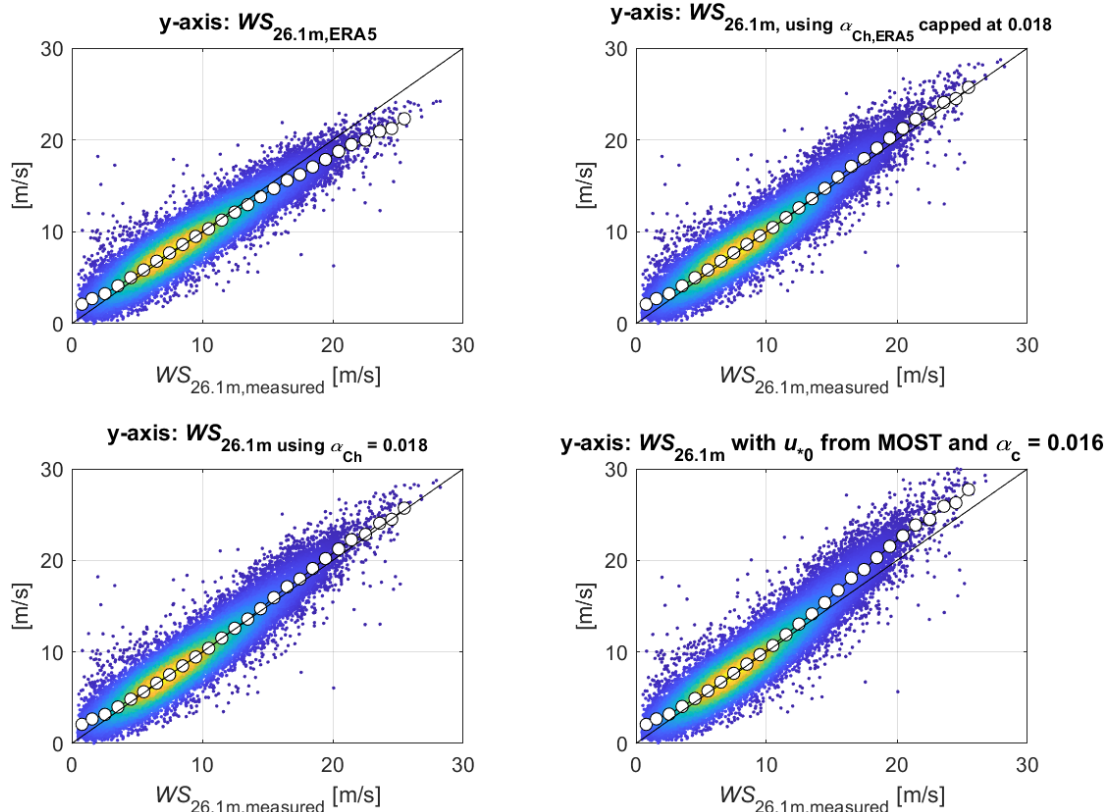 y-axis: WS26.1m,ERA5
30
20
10
0
[m/s]
0 10 20 30
WS26.1m,measured [m/s]
y-axis: WS26.1m, using αCh,ERA5 capped at 0.018
30
20
10
0
[m/s]
0 10 20 30
WS26.1m,measured [m/s]
y-axis: WS26.1m using αCh = 0.018
30
20
10
0
[m/s]
0 10 20 30
WS26.1m,measured [m/s]
y-axis: WS26.1m with u*0 from MOST and αc = 0.016
30
20
10
0
[m/s]
0 10 20 30
WS26.1m,measured [m/s]